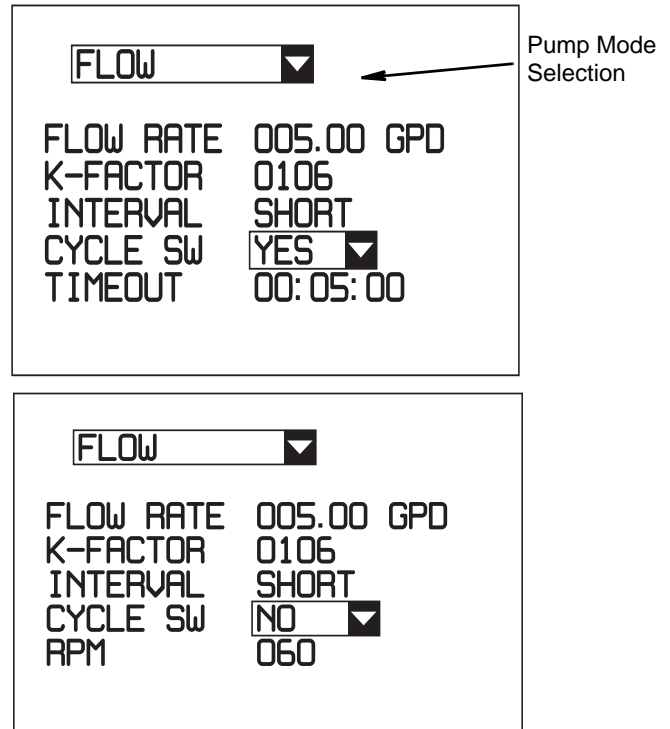 FLOW
Pump Mode
Selection
FLOW RATE 005.00 GPD
K-FACTOR 0106
INTERVAL SHORT
CYCLE SW YES
TIMEOUT 00:05:00
FLOW
FLOW RATE 005.00 GPD
K-FACTOR 0106
INTERVAL SHORT
CYCLE SW NO
RPM 060